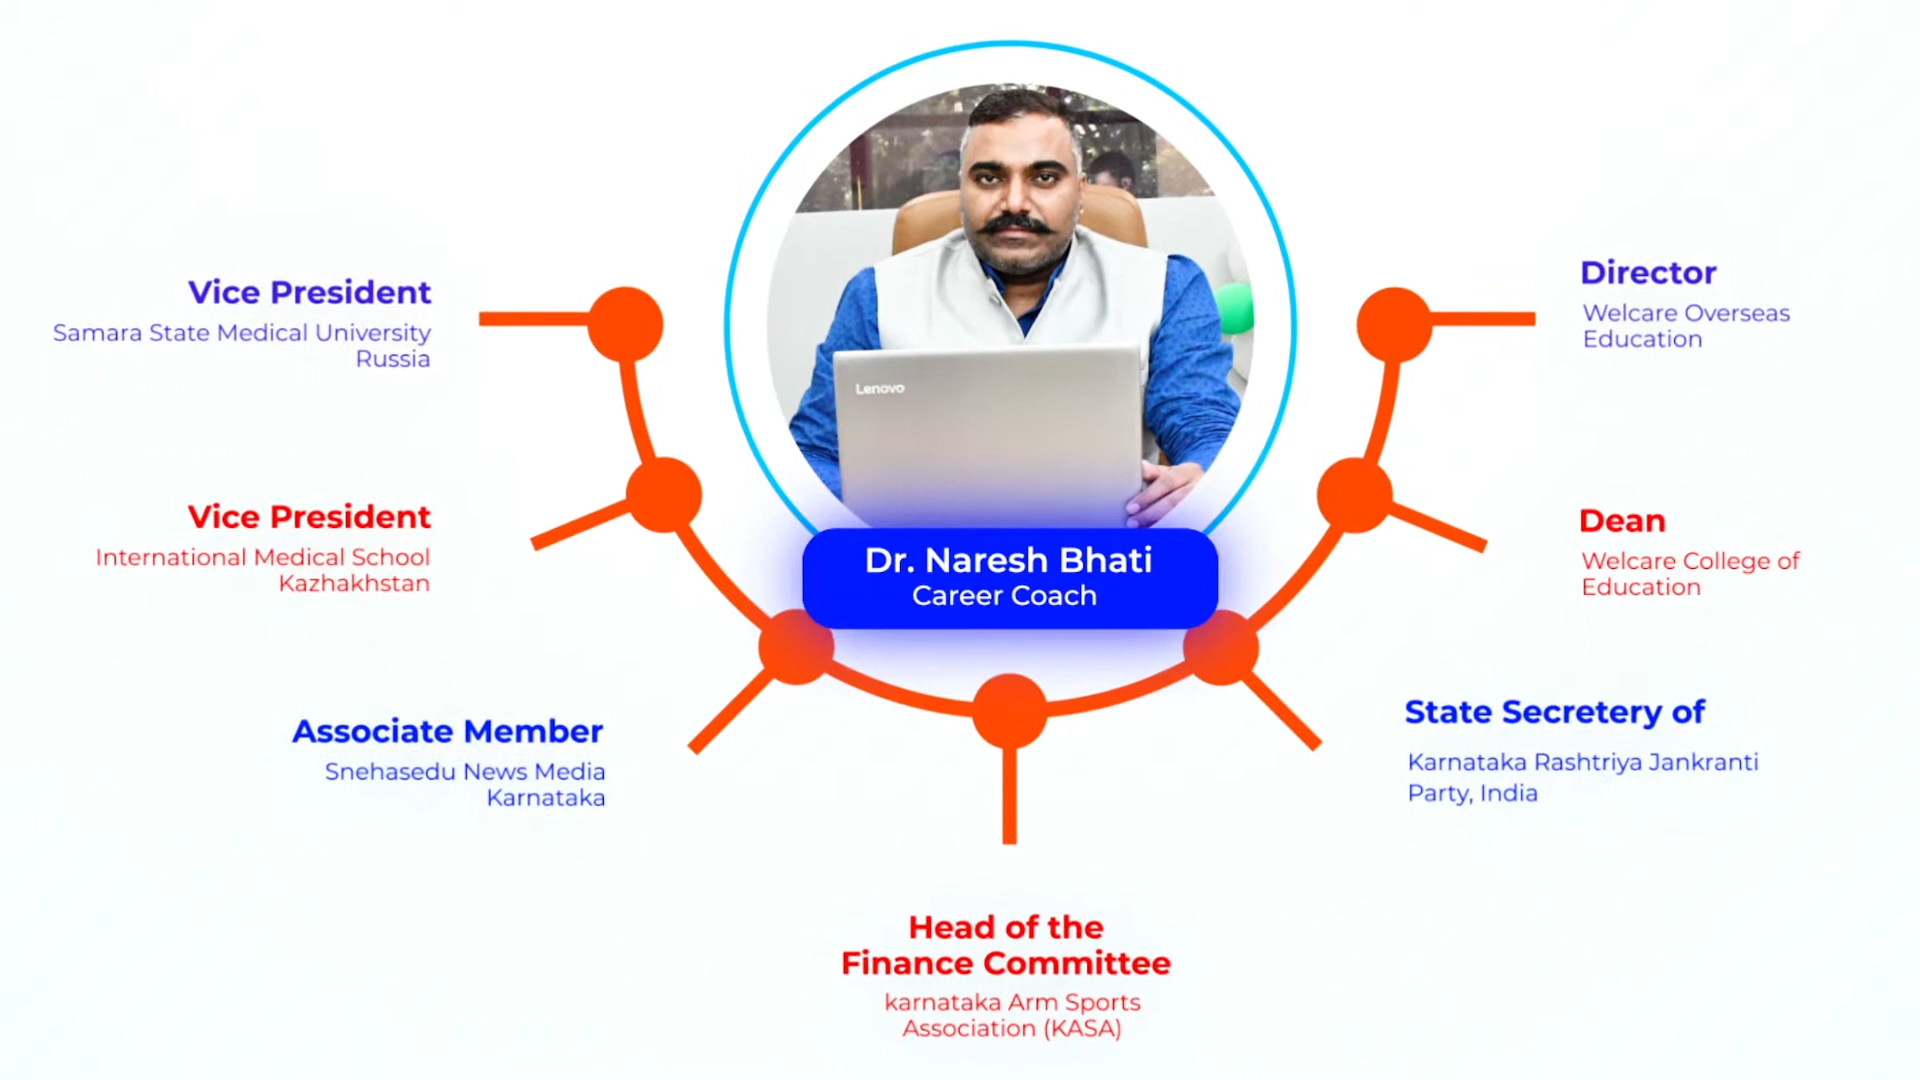 Vice President
Samara State Medical University
Russia
Vice President
International Medical School
Kazhakhstan
Associate Member
Snehasedu News Media
Karnataka
Lenovo
Dr. Naresh Bhati
Career Coach
Head of the
Finance Committee
karnataka Arm Sports
Association (KASA)
Director
Welcare Overseas
Education
Dean
Welcare College of
Education
State Secretery of
Karnataka Rashtriya Jankranti
Party, India